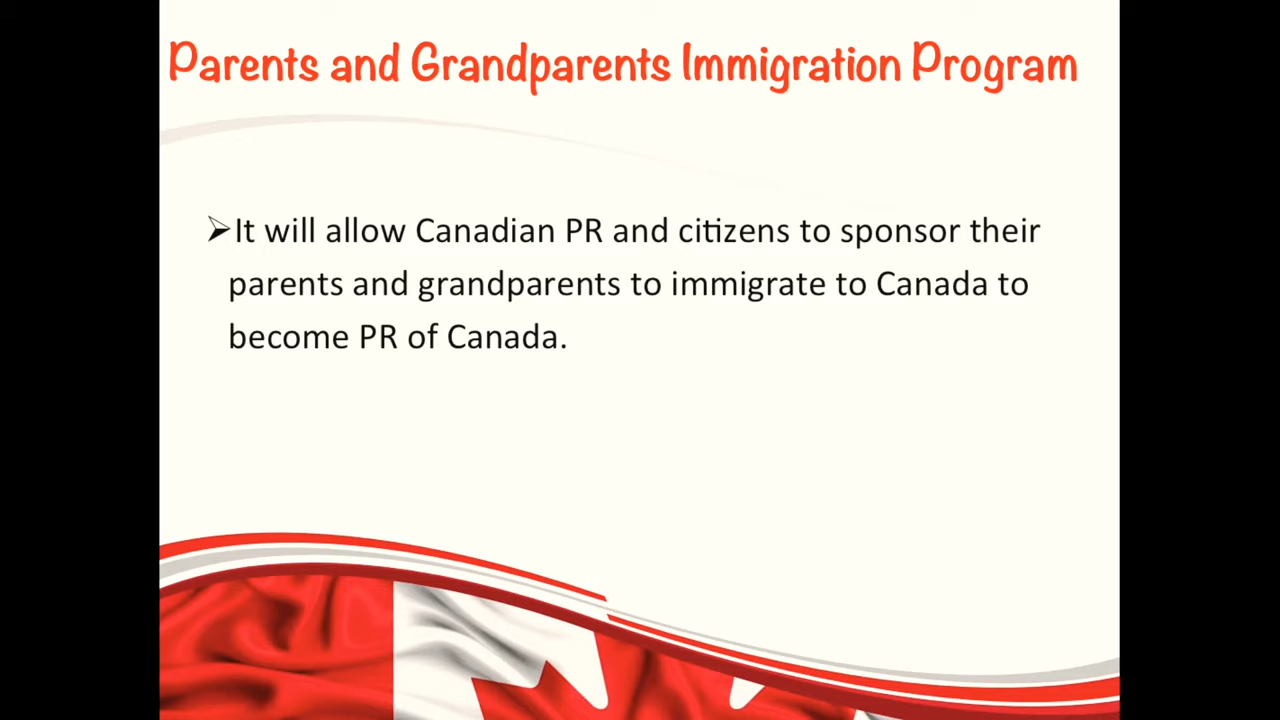 Parents and Grandparents Immigration Program
➢It will allow Canadian PR and citizens to sponsor their
parents and grandparents to immigrate to Canada to
become PR of Canada.